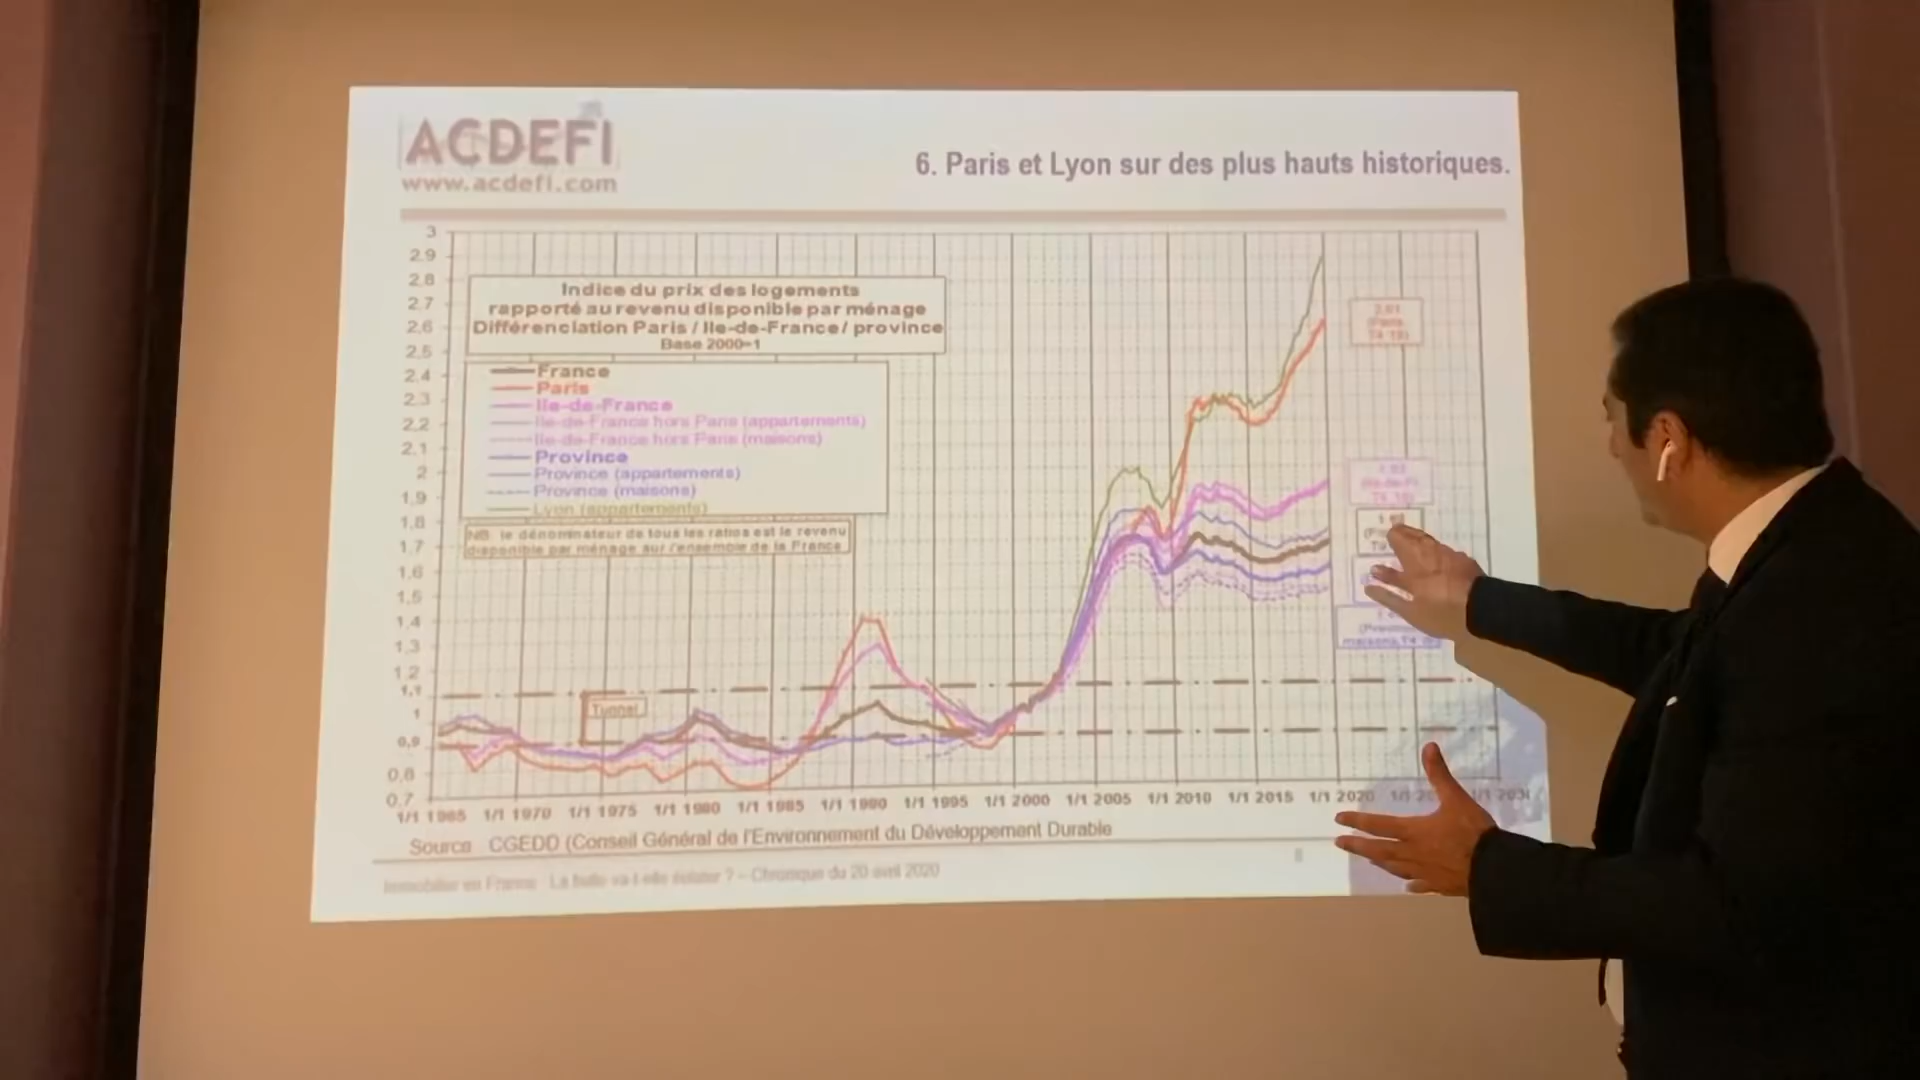 ACDEFI
www.acdefi.com
6. Paris et Lyon sur des plus hauts historiques.
3
2,9
2,8
2,7
2,6
2,5
2,4
2,3
2,2
2,1
2
1,9
1,8
1,7
1,6
1,5
1,4
1,3
1,2
1,1
1
0,9
0,8
0,7
Indice du prix des logements
rapporté au revenu disponible par ménage
Différenciation Paris / Ile-de-France / province
Base 2000=1
France
Paris
Ile-de-France
Ile-de-France hors Paris (appartements)
Ile-de-France hors Paris (maisons)
Province
Province (appartements)
Province (maisons)
Lyon (appartements)
NB: le dénominateur de tous les ratios est le revenu
disponible par ménage sur l'ensemble de la France
Tunnel
2,61
(Paris,
T4 19)
maisons, T4
1/1 1965 1/1 1970 1/1 1975 1/1 1980 1/1 1985 1/1 1990 1/1 1995 1/1 2000 1/1 2005 1/1 2010 1/1 2015 1/1 2020
Source : CGEDD (Conseil Général de l'Environnement du Développement Durable
Immobilier en France : La bulle va-t-elle éclater ? – Chronique du 20 avril 2020